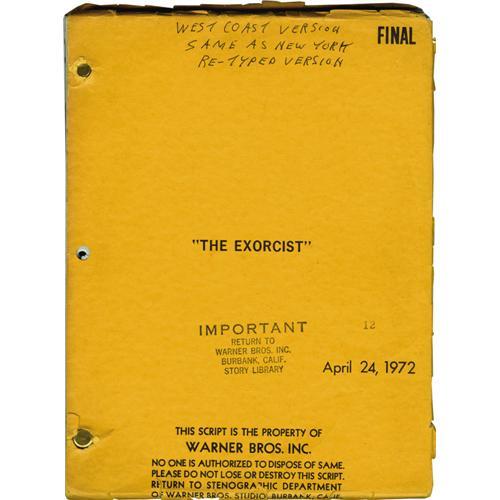 WEST COAST VERSION
SAME AS NEW YORK
RE-TYPED VERSION
FINAL
"THE EXORCIST"
IMPORTANT
12
RETURN TO
WARNER BROS. INC.
BURBANK, CALIF.
STORY LIBRARY
April 24, 1972
THIS SCRIPT IS THE PROPERTY OF
WARNER BROS. INC.
NO ONE IS AUTHORIZED TO DISPOSE OF SAME.
PLEASE DO NOT LOSE OR DESTROY THIS SCRIPT.
RETURN TO STENOGRAPHIC DEPARTMENT
OF WARNER BROS. STUDIO, BURBANK, CALIF.